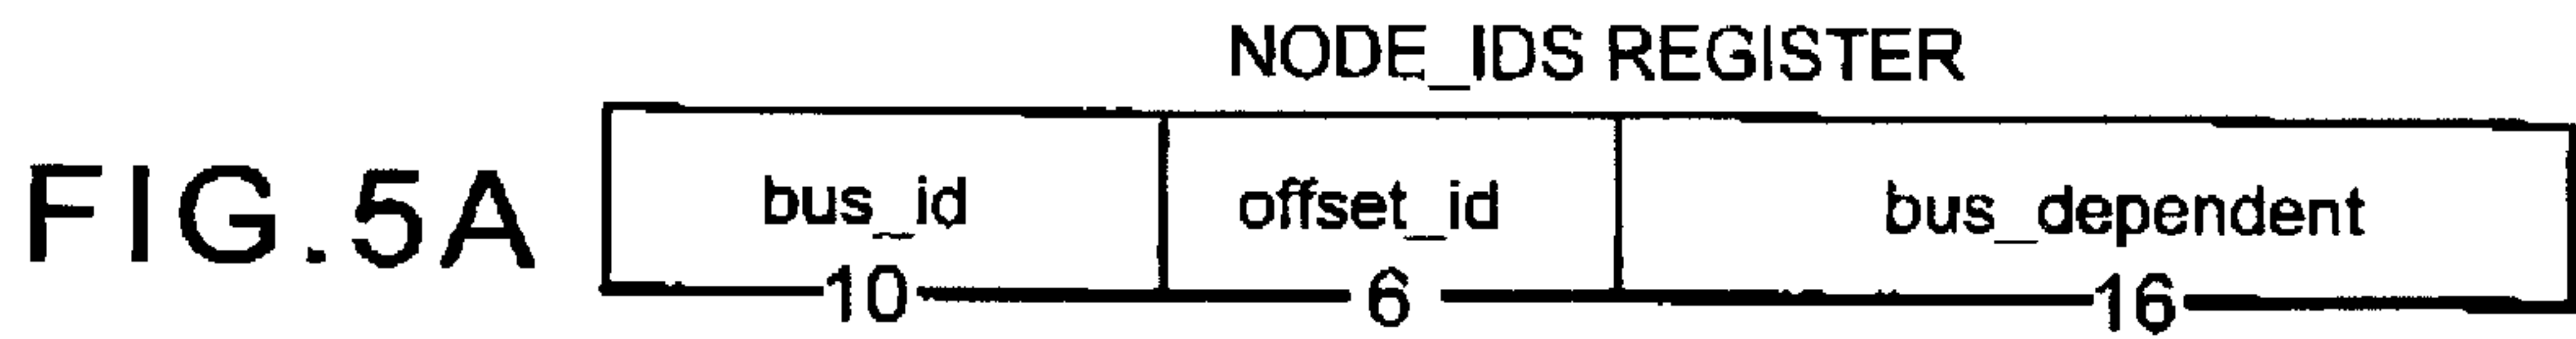 NODE_IDS REGISTER
FIG.5A bus_id offset_id bus_dependent
10 6 16